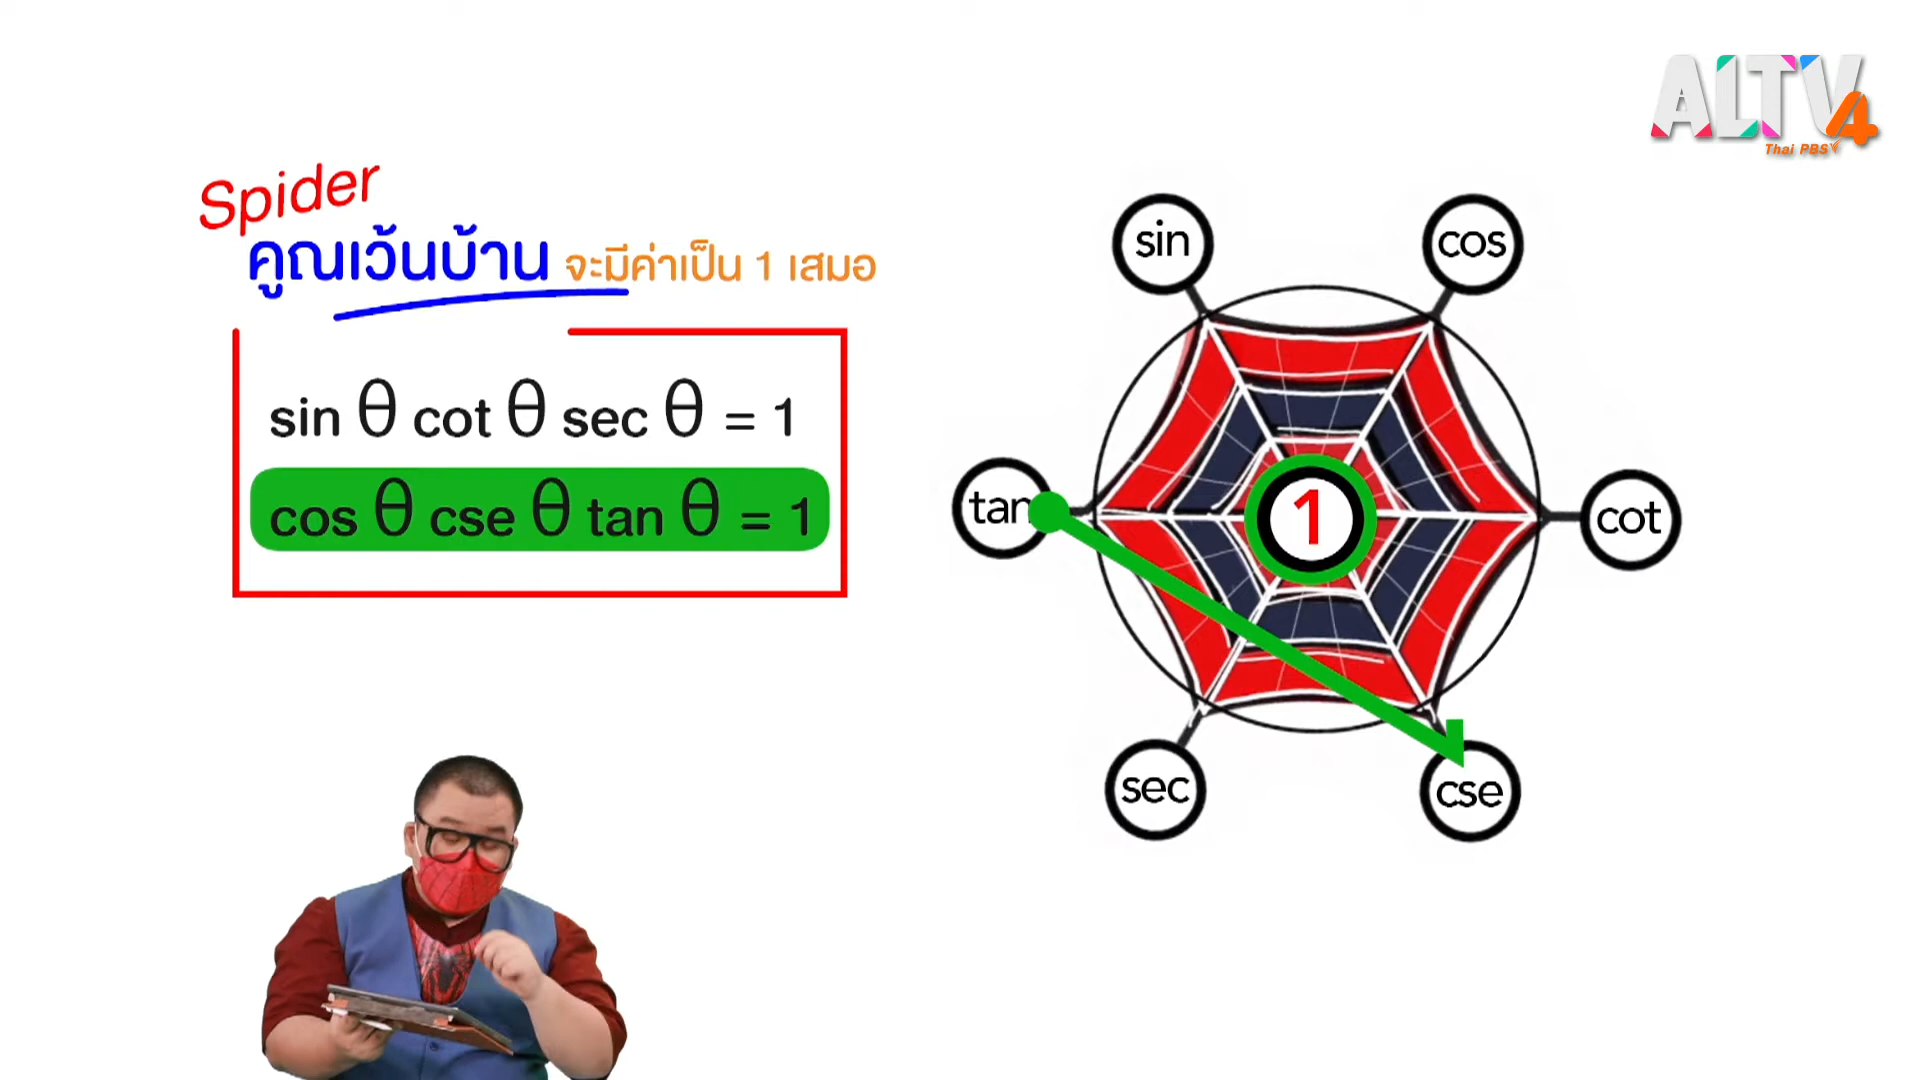 ALTV4
Thai PBS
Spider
คูณเว้นบ้าน จะมีค่าเป็น 1 เสมอ
sin θ cot θ sec θ = 1
cos θ cse θ tan θ = 1
sin
cos
tan
1
cot
sec
cse